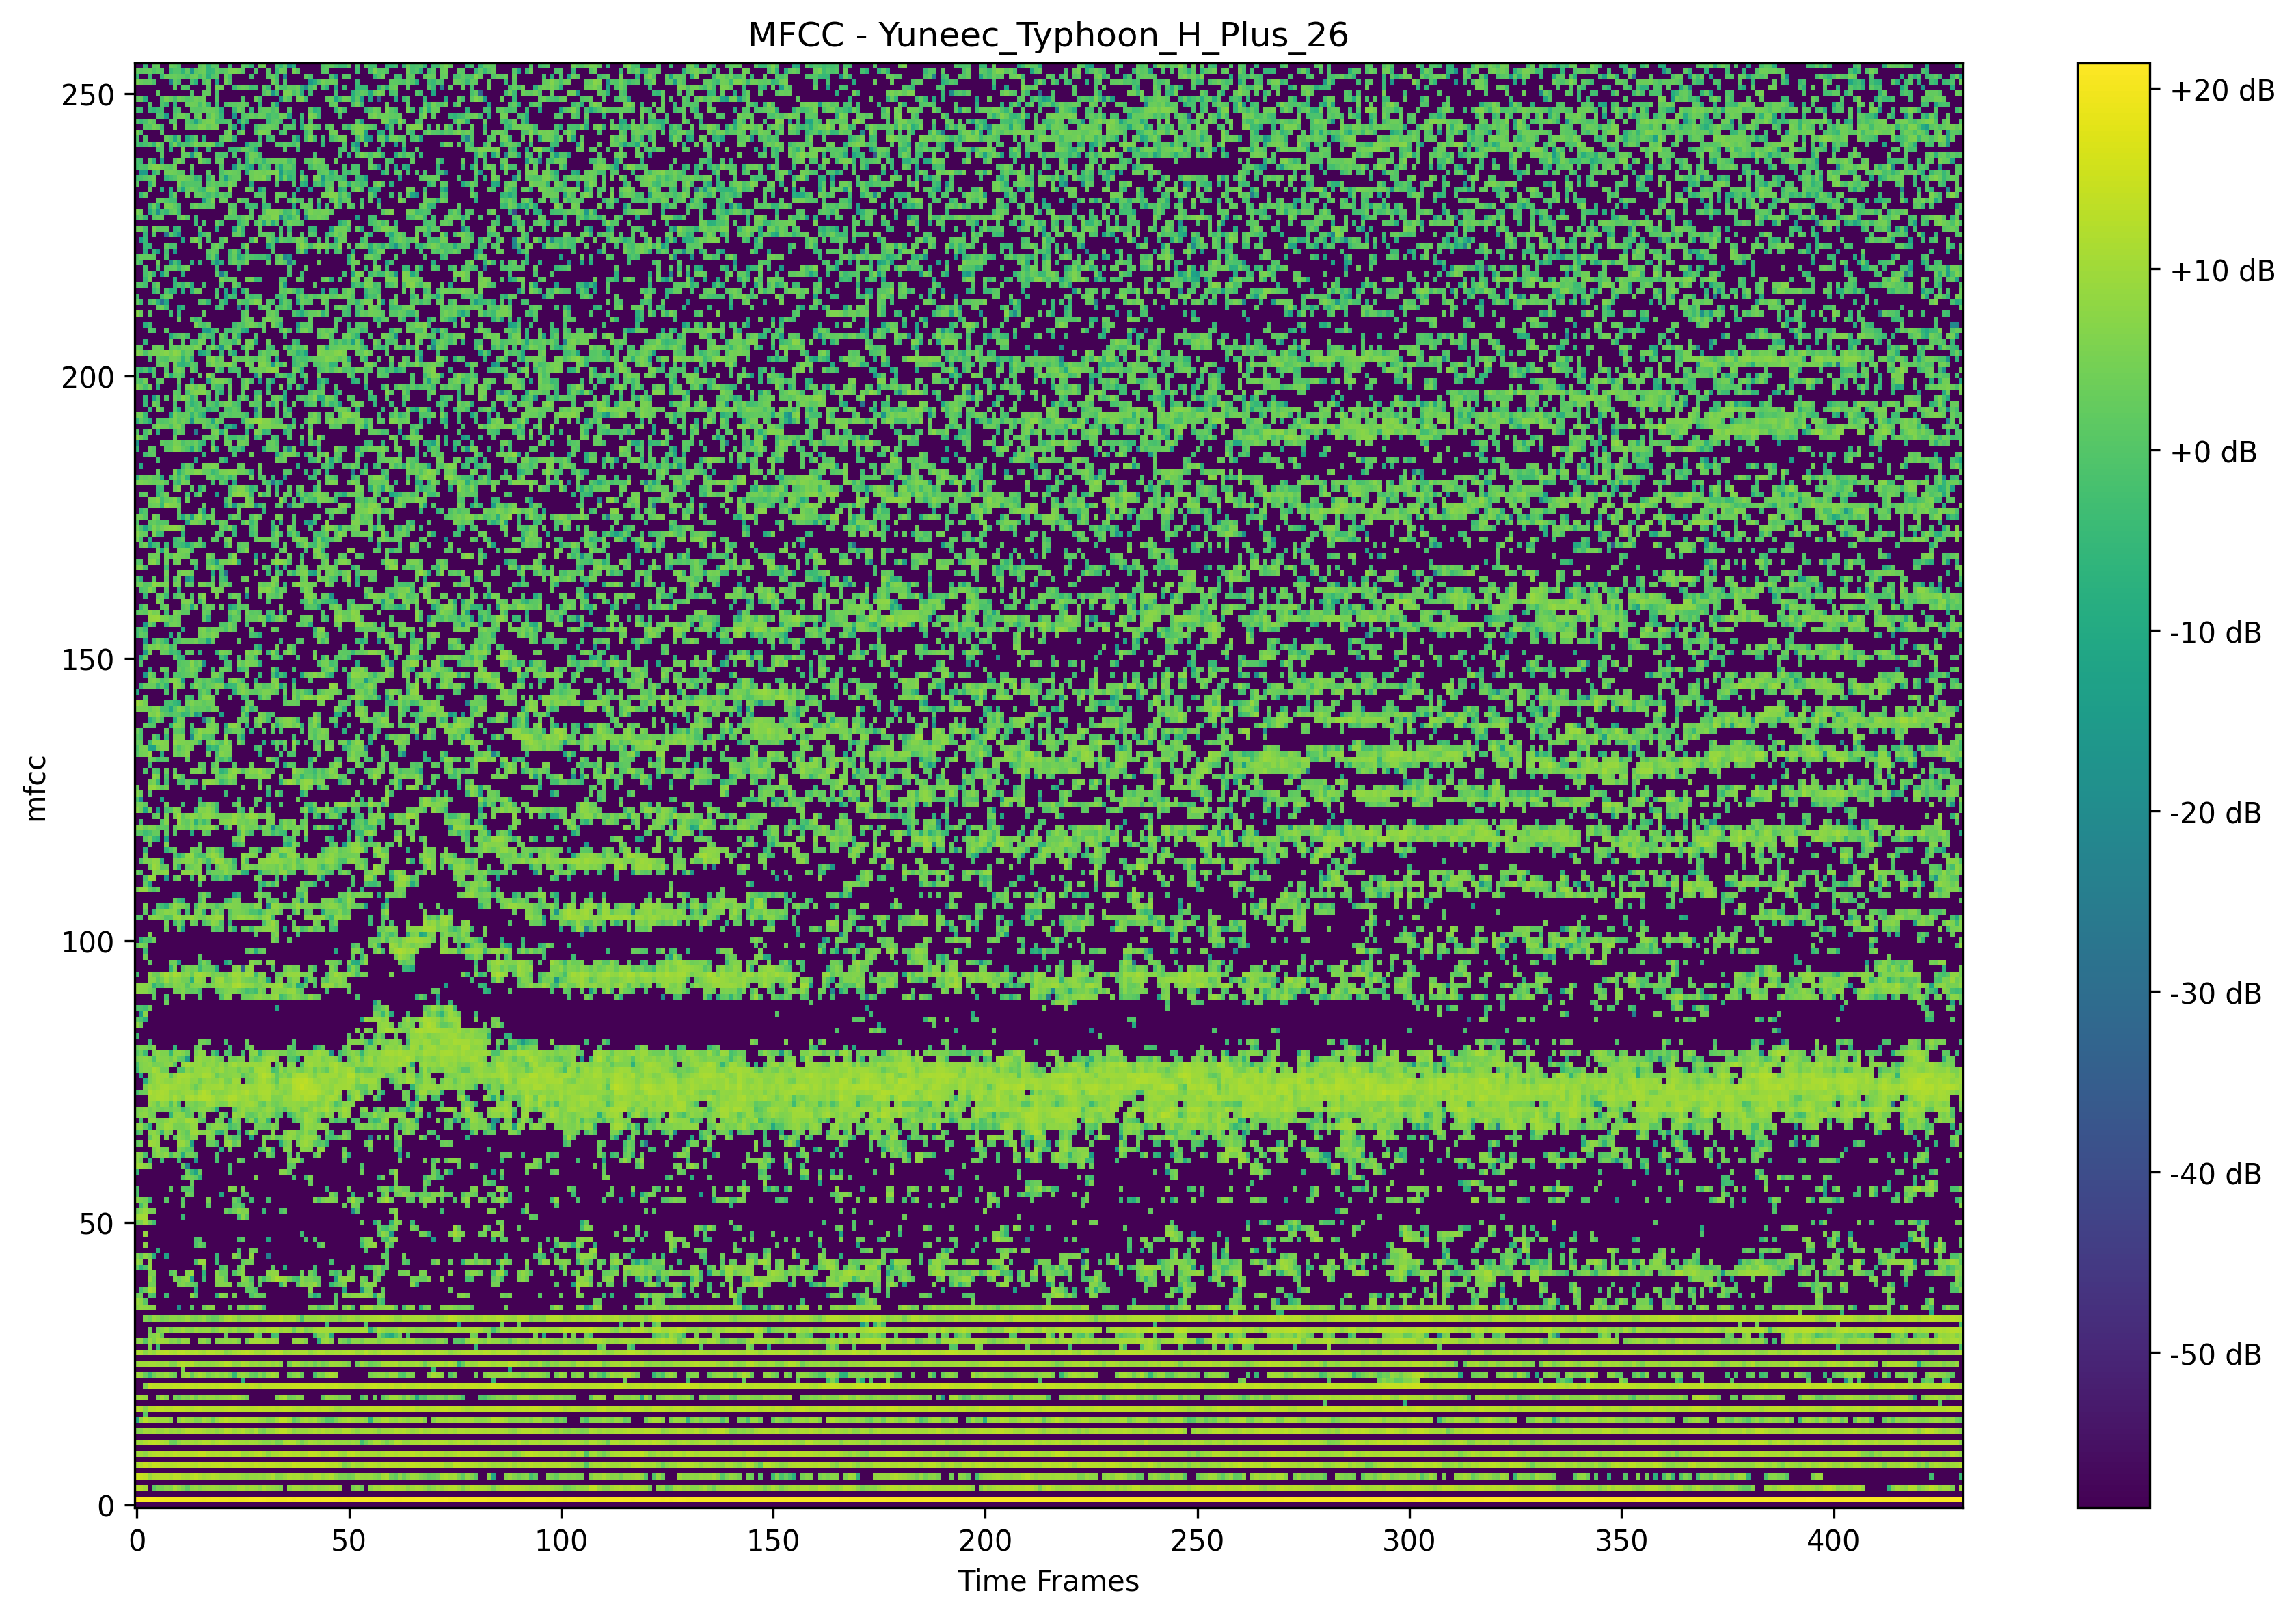 MFCC - Yuneec_Typhoon_H_Plus_26
mfcc
250
200
150
100
50
0
0 50 100 150 200 250 300 350 400
Time Frames
+20 dB
+10 dB
+0 dB
-10 dB
-20 dB
-30 dB
-40 dB
-50 dB